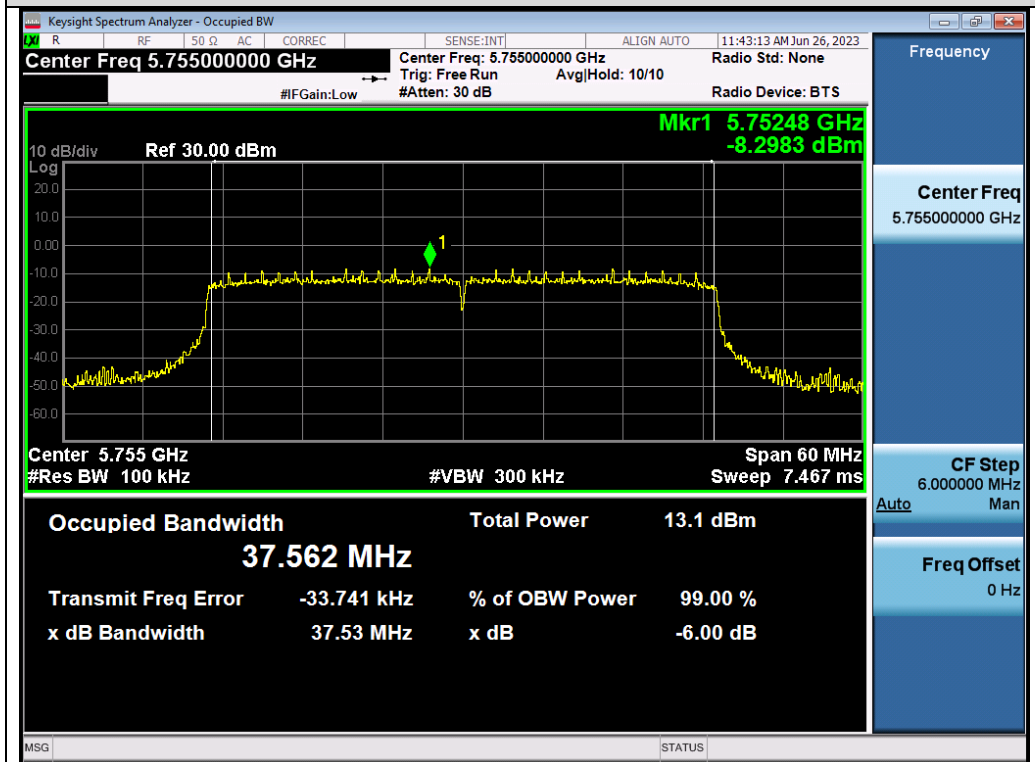 Keysight Spectrum Analyzer - Occupied BW
LXI R RF 50 Ω AC CORREC SENSE:INT ALIGN AUTO 11:43:13 AM Jun 26, 2023
Center Freq 5.755000000 GHz
#IFGain:Low
Center Freq: 5.755000000 GHz
Trig: Free Run Avg|Hold: 10/10
#Atten: 30 dB
Radio Std: None
Radio Device: BTS
Frequency
Mkr1 5.75248 GHz
-8.2983 dBm
10 dB/div Ref 30.00 dBm
Log
20.0
10.0
0.00
-10.0
-20.0
-30.0
-40.0
-50.0
-60.0
1
Center 5.755 GHz Span 60 MHz
#Res BW 100 kHz #VBW 300 kHz Sweep 7.467 ms
Occupied Bandwidth Total Power 13.1 dBm
37.562 MHz
Transmit Freq Error -33.741 kHz % of OBW Power 99.00 %
x dB Bandwidth 37.53 MHz x dB -6.00 dB
Center Freq
5.755000000 GHz
CF Step
6.000000 MHz
Auto Man
Freq Offset
0 Hz
MSG STATUS